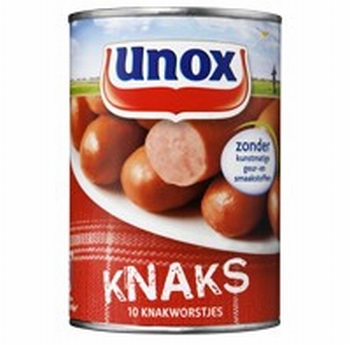 unox
zonder
kunstmatige
geur- en
smaakstoffen
KNAKS
10 KNAKWORSTJES